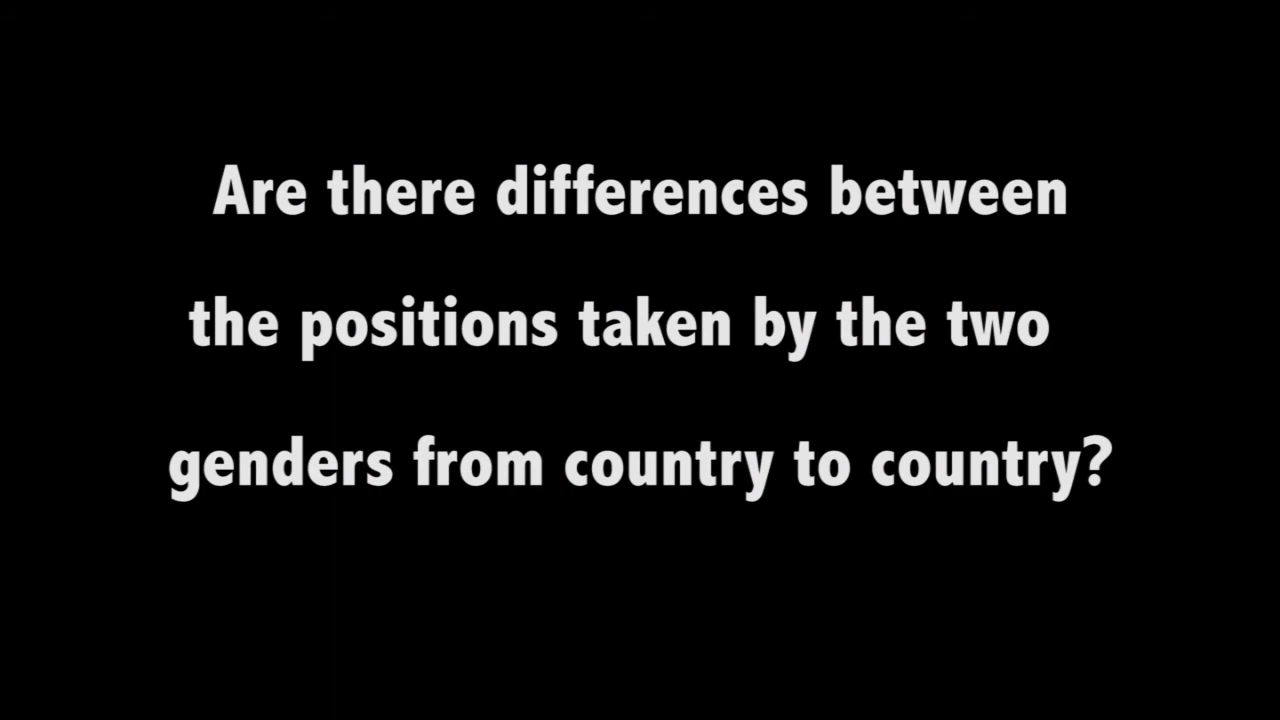 Are there differences between
the positions taken by the two
genders from country to country?